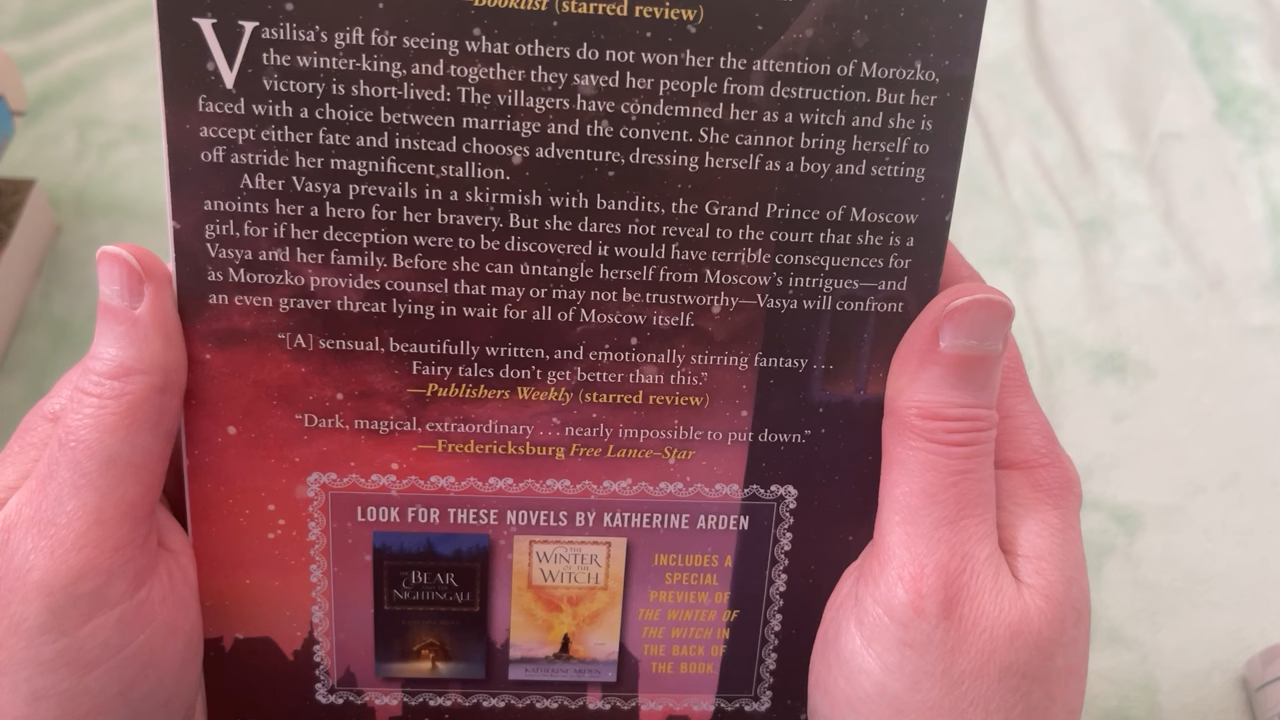 —Booklist (starred review)
Vasilisa's gift for seeing what others do not won her the attention of Morozko,
the winter-king, and together they saved her people from destruction. But her
victory is short-lived: The villagers have condemned her as a witch and she is
faced with a choice between marriage and the convent. She cannot bring herself to
accept either fate and instead chooses adventure, dressing herself as a boy and setting
off astride her magnificent stallion.
After Vasya prevails in a skirmish with bandits, the Grand Prince of Moscow
anoints her a hero for her bravery. But she dares not reveal to the court that she is a
girl, for if her deception were to be discovered it would have terrible consequences for
Vasya and her family. Before she can untangle herself from Moscow's intrigues—and
as Morozko provides counsel that may or may not be trustworthy—Vasya will confront
an even graver threat lying in wait for all of Moscow itself.
“[A] sensual, beautifully written, and emotionally stirring fantasy . . .
Fairy tales don't get better than this.”
—Publishers Weekly (starred review)
“Dark, magical, extraordinary . . . nearly impossible to put down.”
—Fredericksburg Free Lance–Star
LOOK FOR THESE NOVELS BY KATHERINE ARDEN
BEAR
NIGHTINGALE
THE
WINTER
OF THE
WITCH
KATHERINE ARDEN
INCLUDES A
SPECIAL
PREVIEW OF
THE WINTER OF
THE WITCH IN
THE BACK OF
THE BOOK.